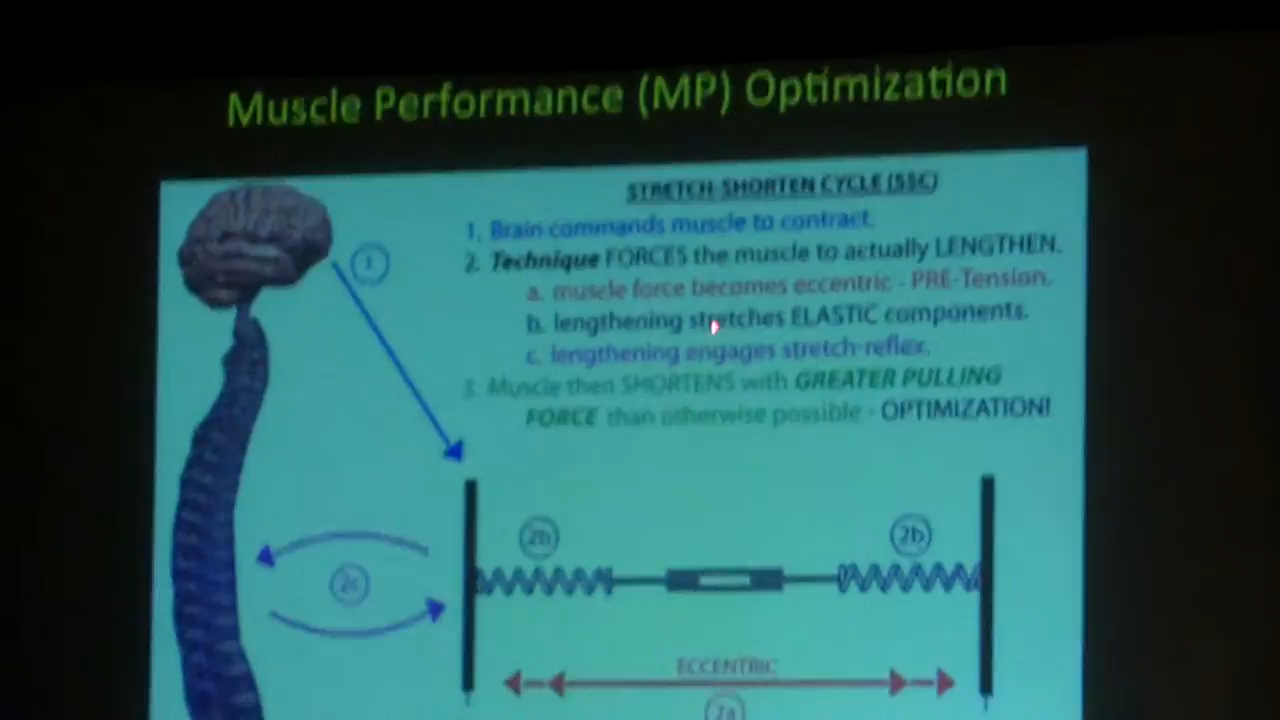 Muscle Performance (MP) Optimization
STRETCH-SHORTEN CYCLE (SSC)
1. Brain commands muscle to contract.
1
2. Technique FORCES the muscle to actually LENGTHEN.
a. muscle force becomes eccentric - PRE-Tension.
b. lengthening stretches ELASTIC components.
c. lengthening engages stretch-reflex.
3. Muscle then SHORTENS with GREATER PULLING
FORCE than otherwise possible - OPTIMIZATION!
2b
2b
2c
ECCENTRIC
2a